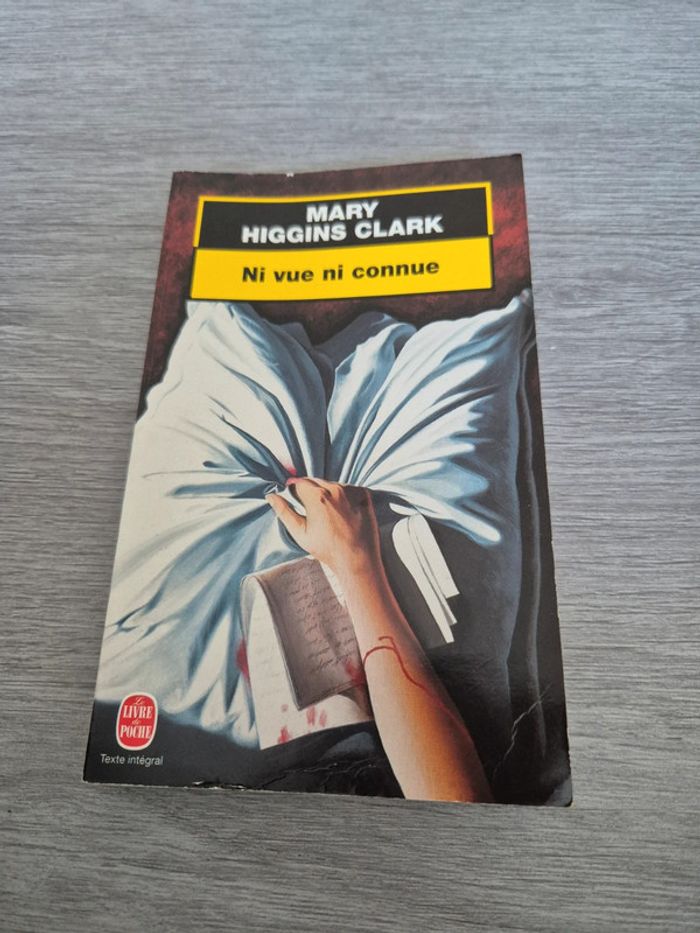 MARY
HIGGINS CLARK
Ni vue ni connue
Le
LIVRE
de
POCHE
Texte intégral